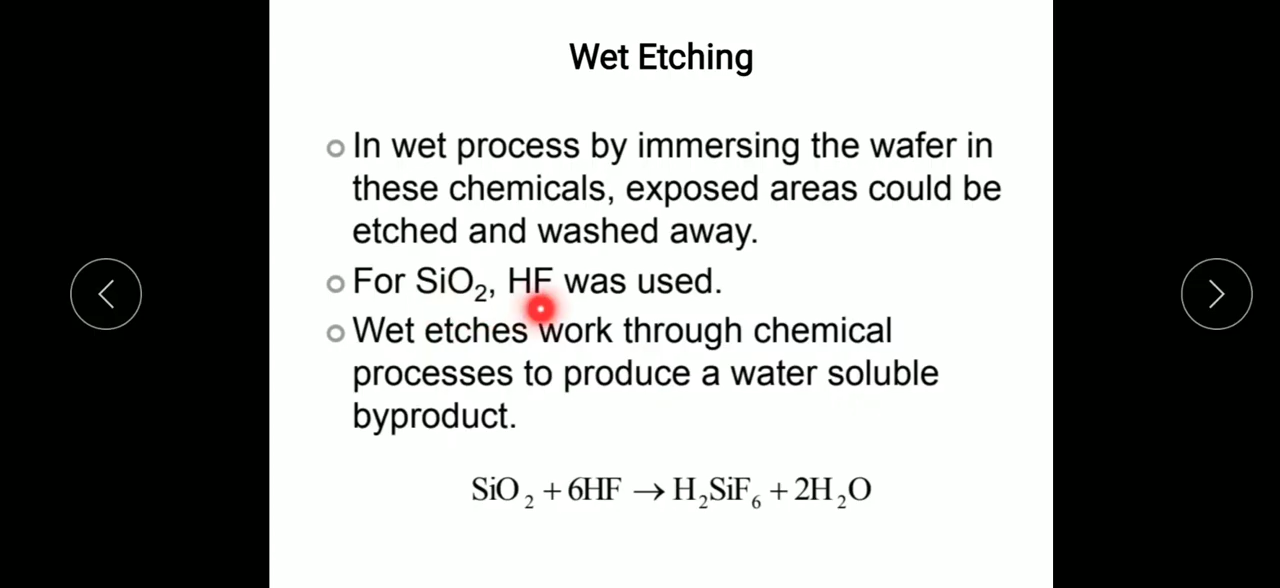 Wet Etching
In wet process by immersing the wafer in
these chemicals, exposed areas could be
etched and washed away.
For SiO₂, HF was used.
Wet etches work through chemical
processes to produce a water soluble
byproduct.
SiO₂ + 6HF → H₂SiF₆ + 2H₂O